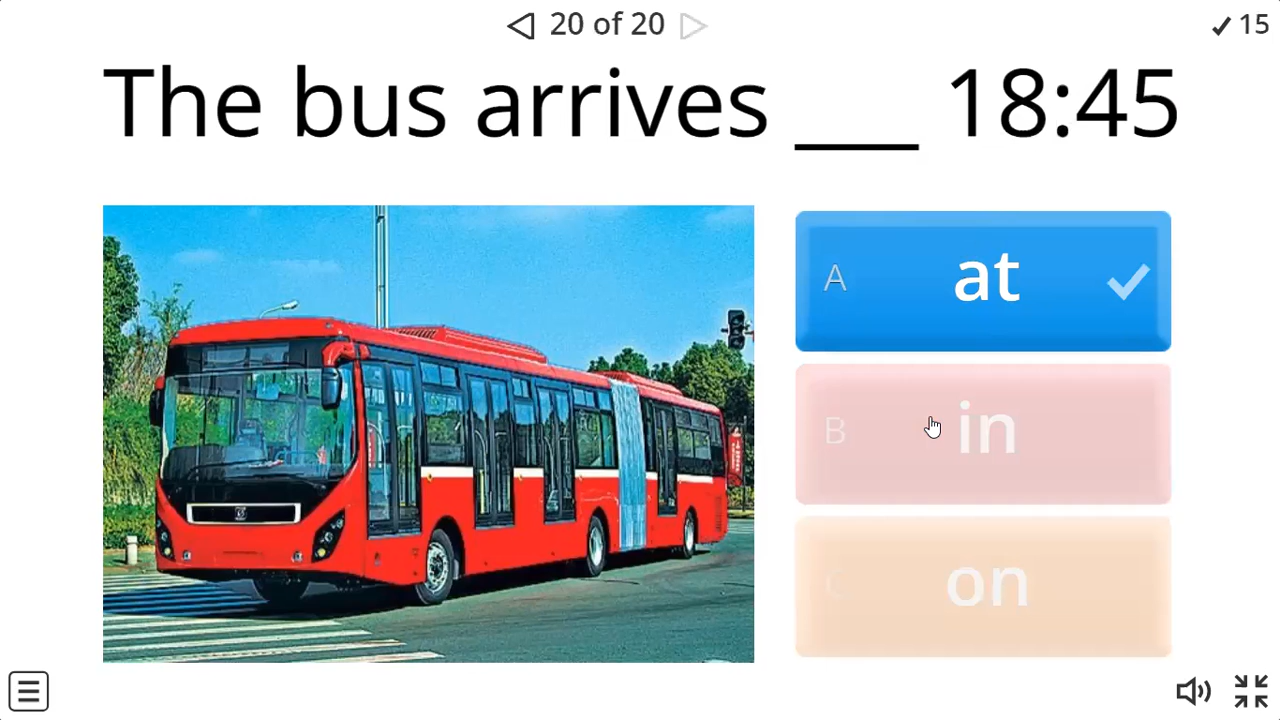 20 of 20
15
The bus arrives ___ 18:45
A at
B in
C on